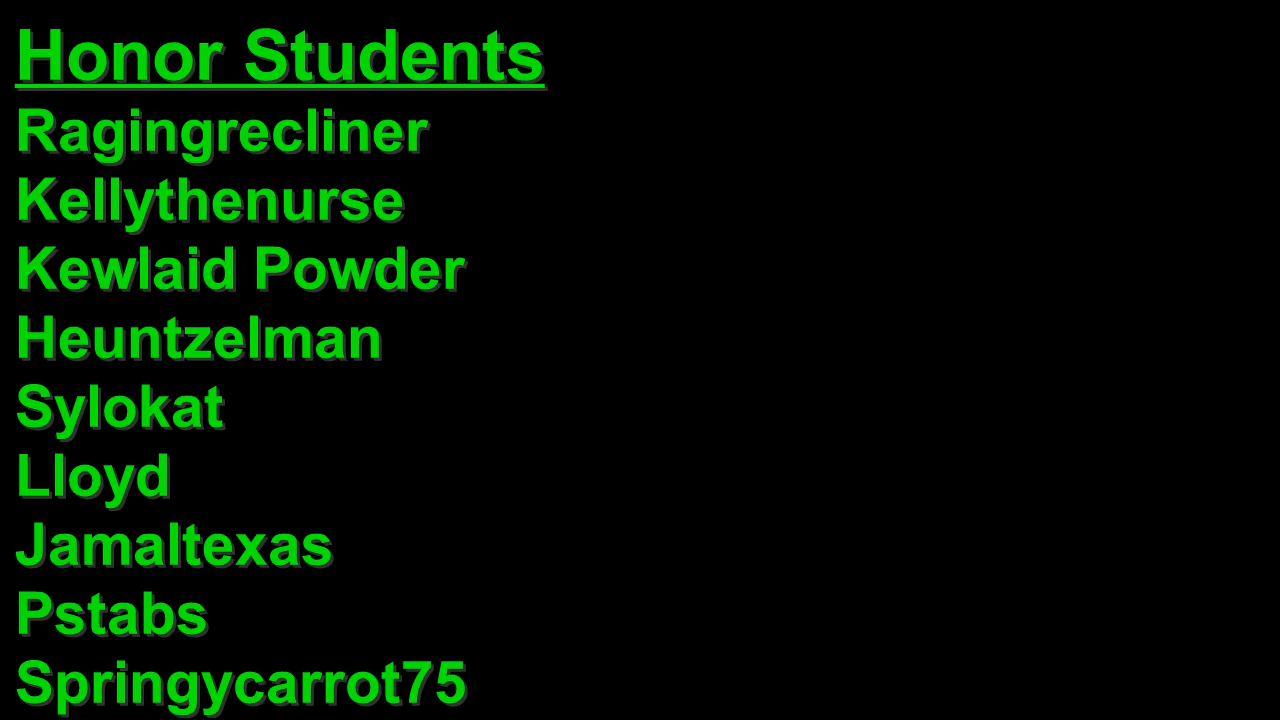 Honor Students
Ragingrecliner
Kellythenurse
Kewlaid Powder
Heuntzelman
Sylokat
Lloyd
Jamaltexas
Pstabs
Springycarrot75